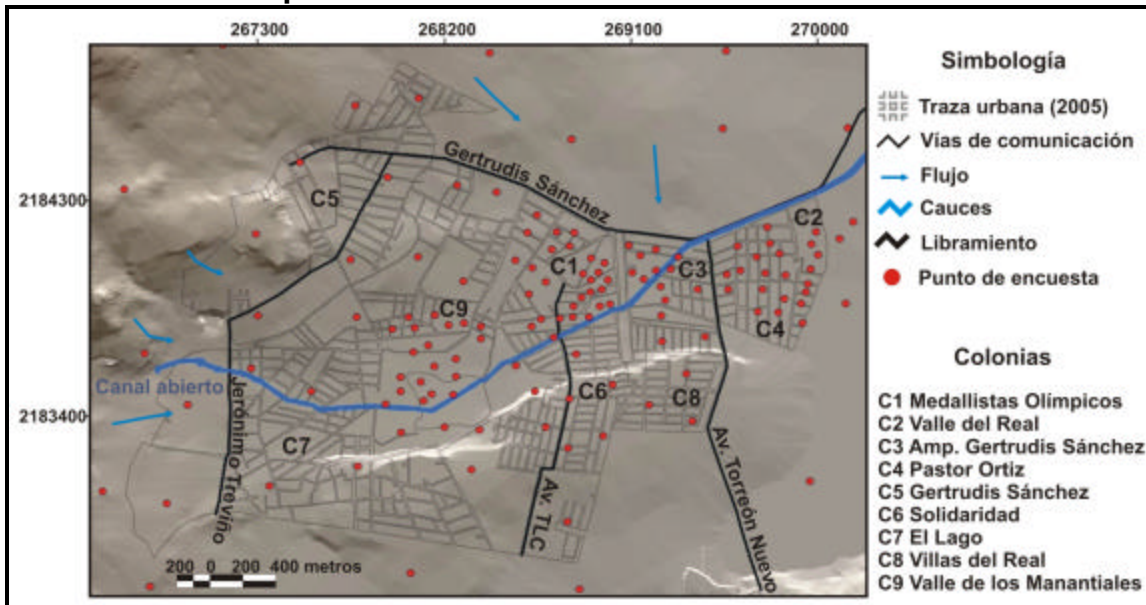 267300 268200 269100 270000
2184300
2183400
Gertrudis Sánchez
C5
C2
C1
C3
C9
C4
Canal abierto
C6
C8
C7
Jerónimo Treviño
Av. TLC
Av. Torreón Nuevo
200 0 200 400 metros
Simbología
Traza urbana (2005)
Vías de comunicación
Flujo
Cauces
Libramiento
Punto de encuesta
Colonias
C1 Medallistas Olímpicos
C2 Valle del Real
C3 Amp. Gertrudis Sánchez
C4 Pastor Ortiz
C5 Gertrudis Sánchez
C6 Solidaridad
C7 El Lago
C8 Villas del Real
C9 Valle de los Manantiales